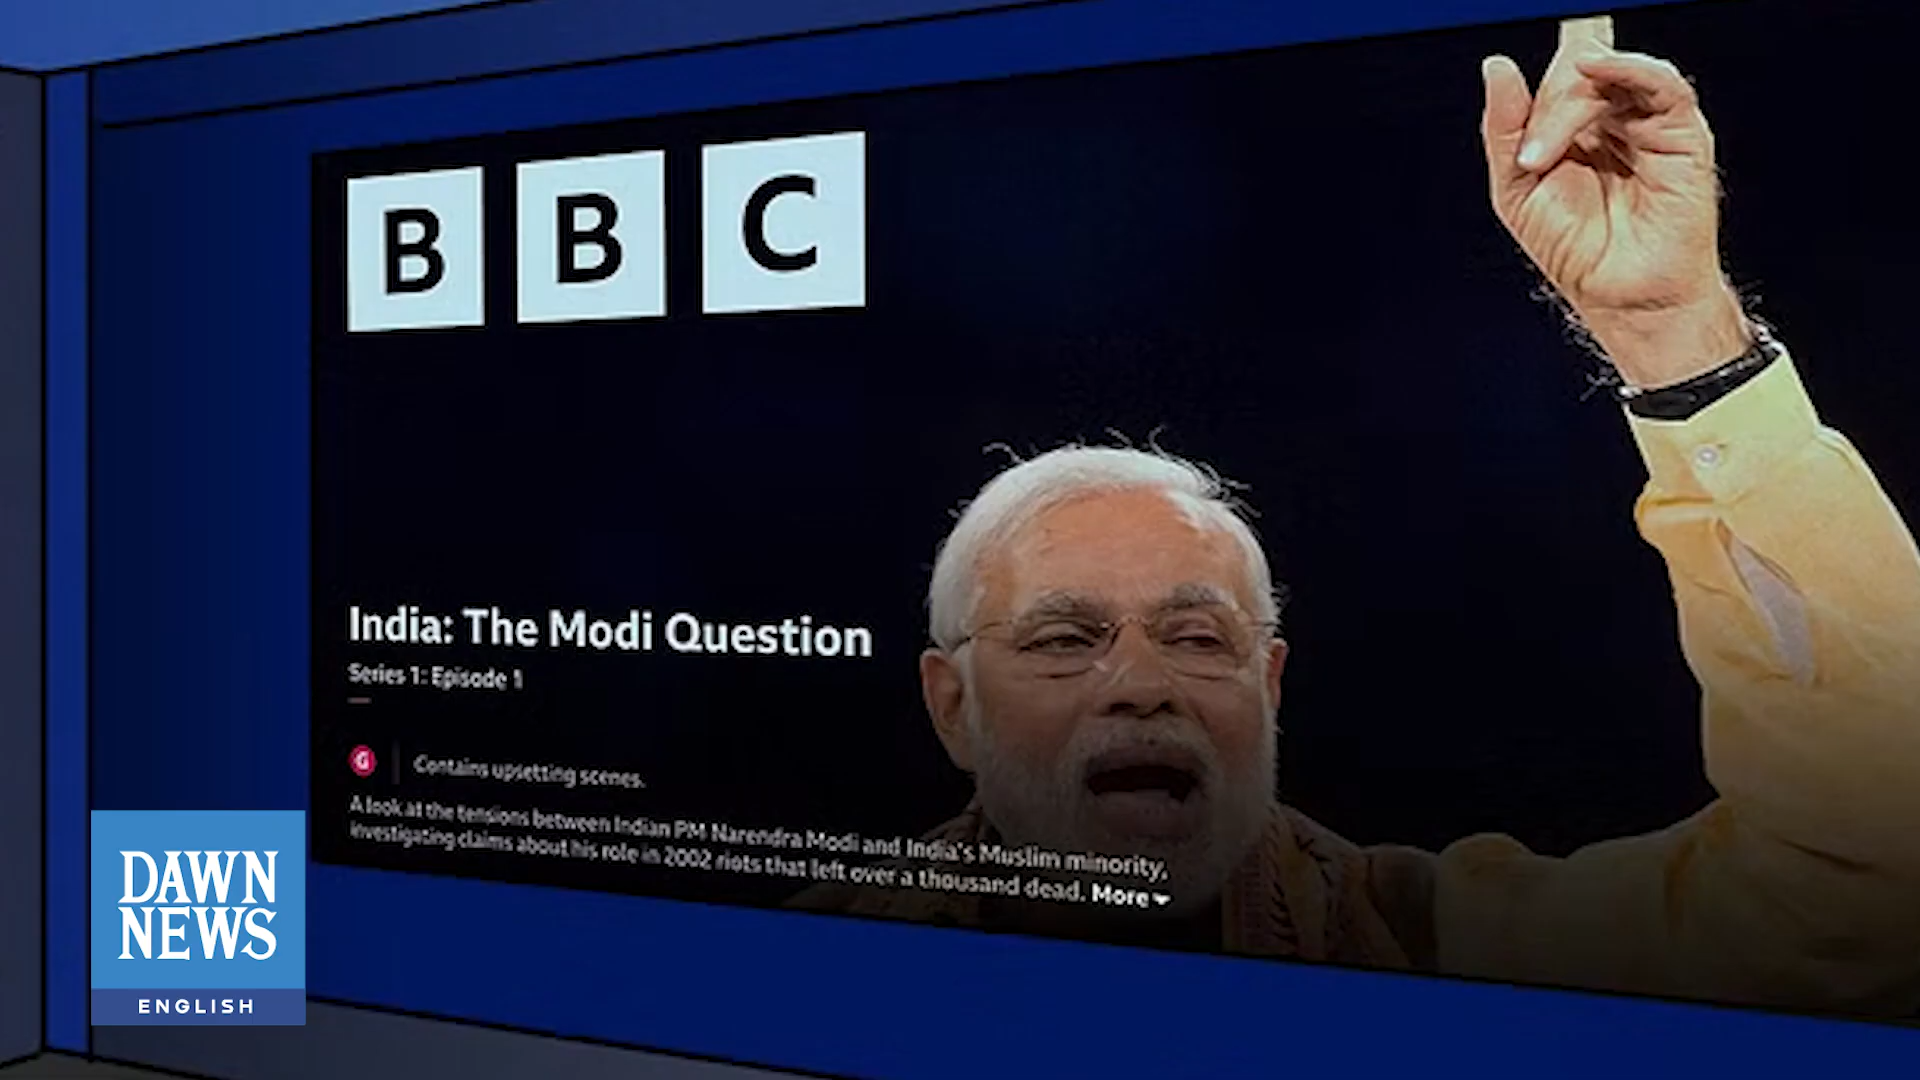 B B C
India: The Modi Question
Series 1: Episode 1
G Contains upsetting scenes.
A look at the tensions between Indian PM Narendra Modi and India's Muslim minority,
investigating claims about his role in 2002 riots that left over a thousand dead. More
DAWN
NEWS
ENGLISH